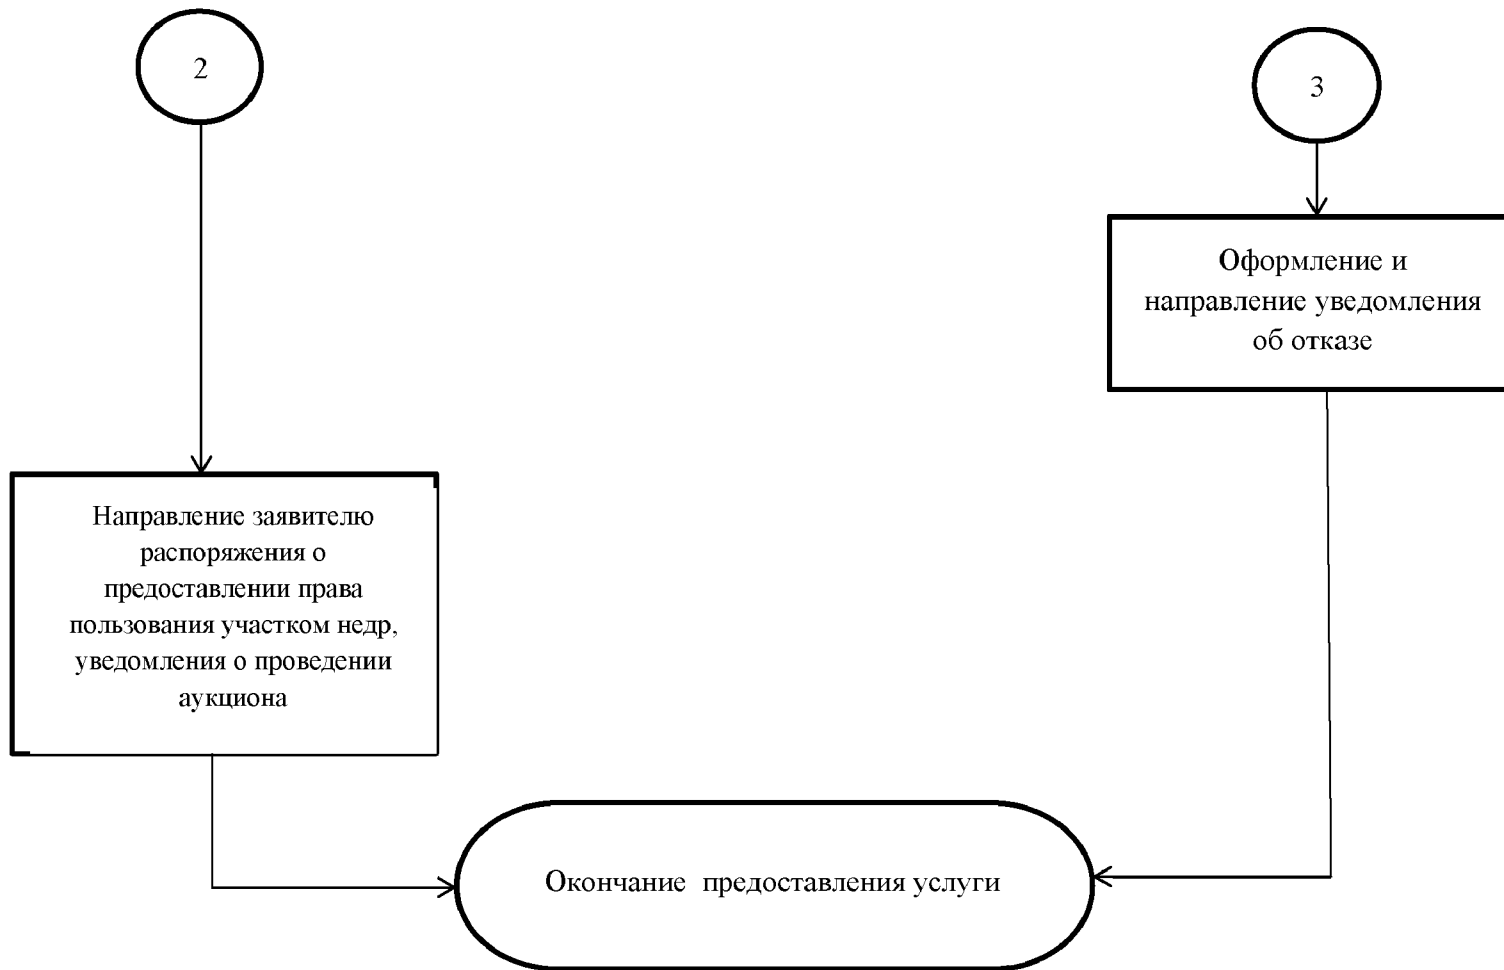 2
3
Оформление и
направление уведомления
об отказе
Направление заявителю
распоряжения о
предоставлении права
пользования участком недр,
уведомления о проведении
аукциона
Окончание предоставления услуги